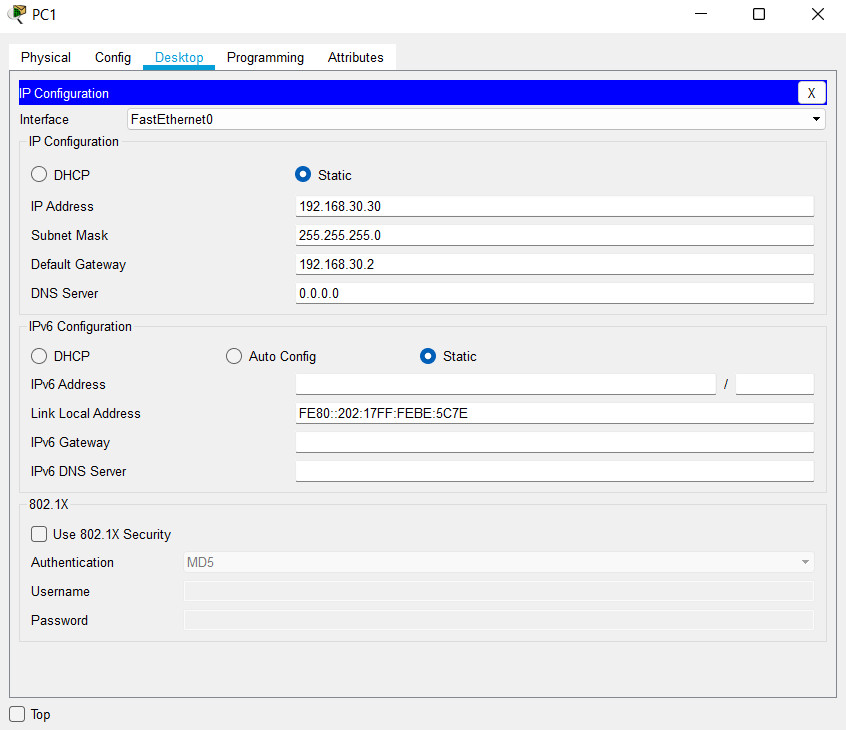 PC1
Physical Config Desktop Programming Attributes
IP Configuration X
Interface FastEthernet0
IP Configuration
DHCP Static
IP Address 192.168.30.30
Subnet Mask 255.255.255.0
Default Gateway 192.168.30.2
DNS Server 0.0.0.0
IPv6 Configuration
DHCP Auto Config Static
IPv6 Address /
Link Local Address FE80::202:17FF:FEBE:5C7E
IPv6 Gateway
IPv6 DNS Server
802.1X
Use 802.1X Security
Authentication MD5
Username
Password
Top